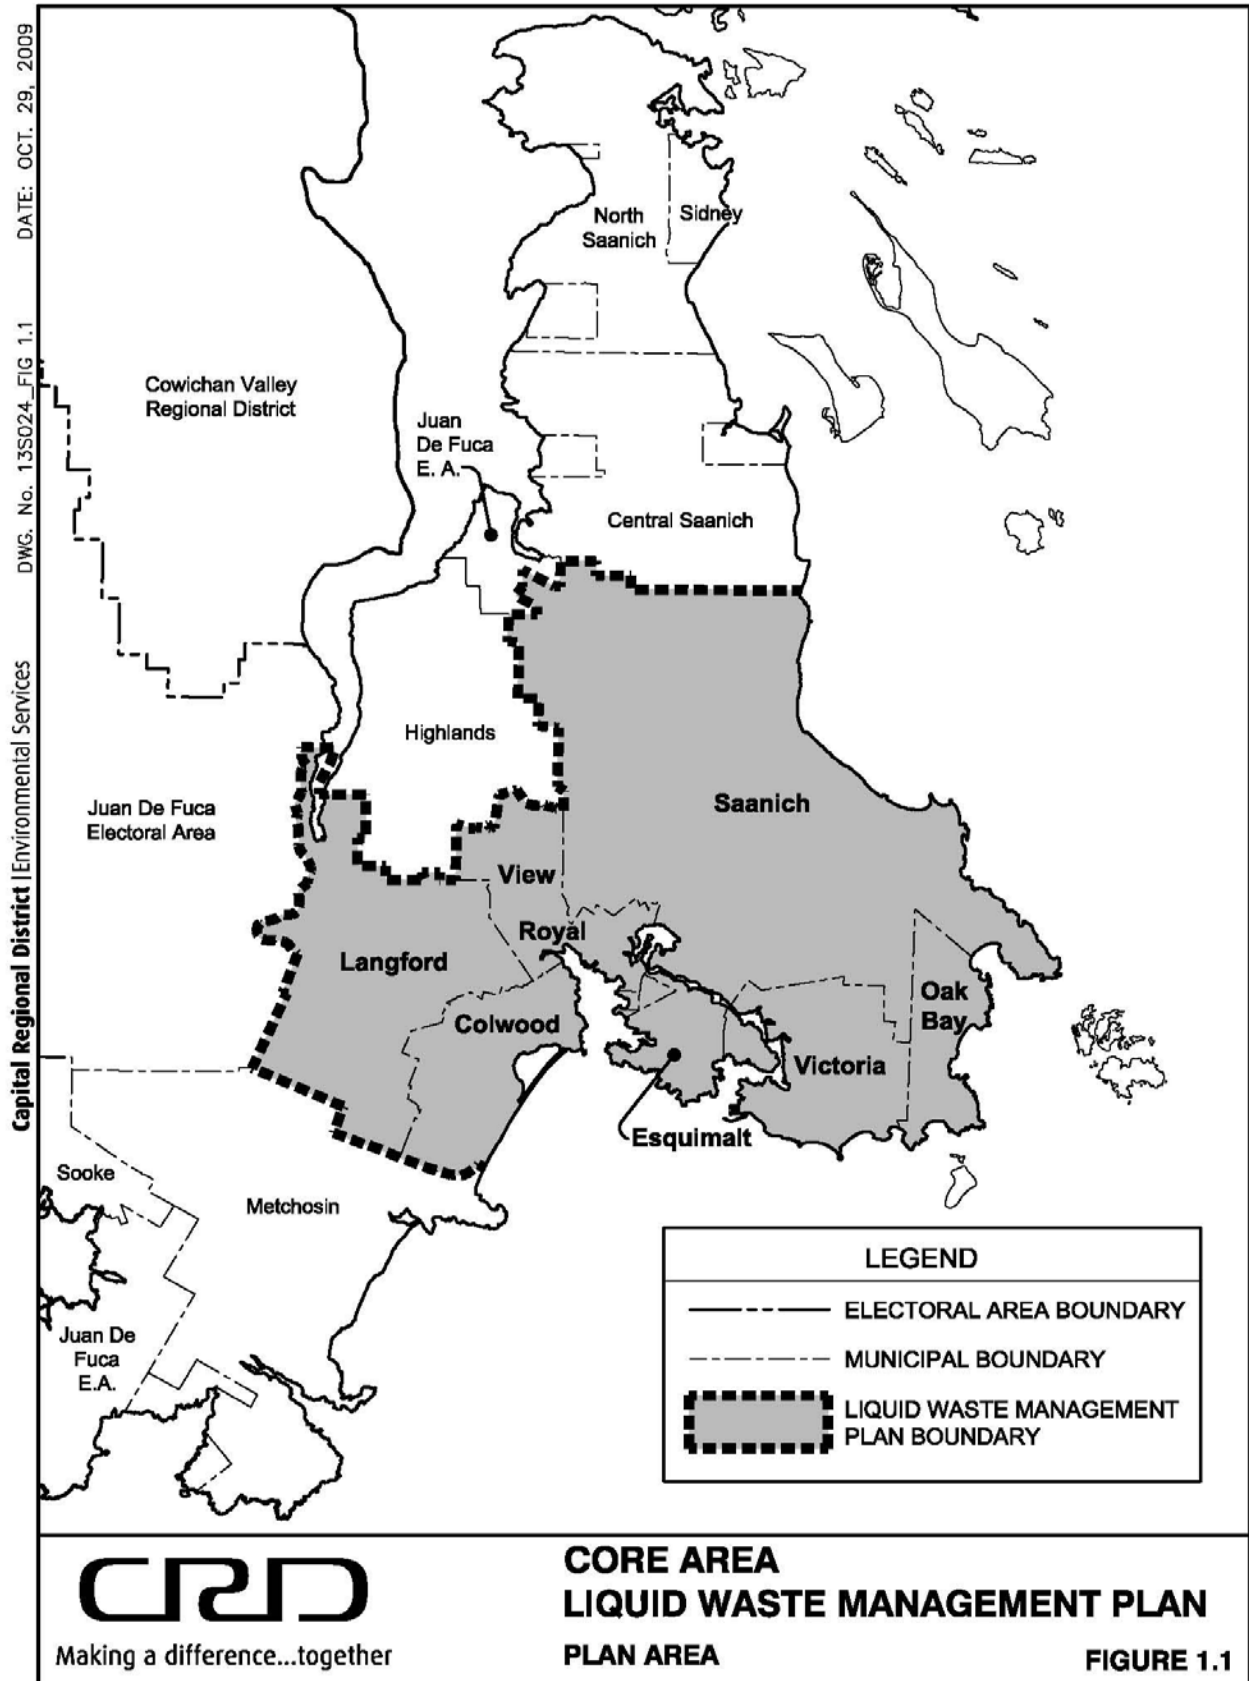 DWG. No. 13S024_FIG 1.1 DATE: OCT. 29, 2009
Capital Regional District | Environmental Services
North
Saanich
Sidney
Cowichan Valley
Regional District
Juan
De Fuca
E. A.
Central Saanich
Highlands
Juan De Fuca
Electoral Area
Saanich
View
Royal
Langford
Oak
Bay
Colwood
Victoria
Esquimalt
Sooke
Metchosin
Juan De
Fuca
E.A.
LEGEND
ELECTORAL AREA BOUNDARY
MUNICIPAL BOUNDARY
LIQUID WASTE MANAGEMENT
PLAN BOUNDARY
CRD
Making a difference...together
CORE AREA
LIQUID WASTE MANAGEMENT PLAN
PLAN AREA
FIGURE 1.1